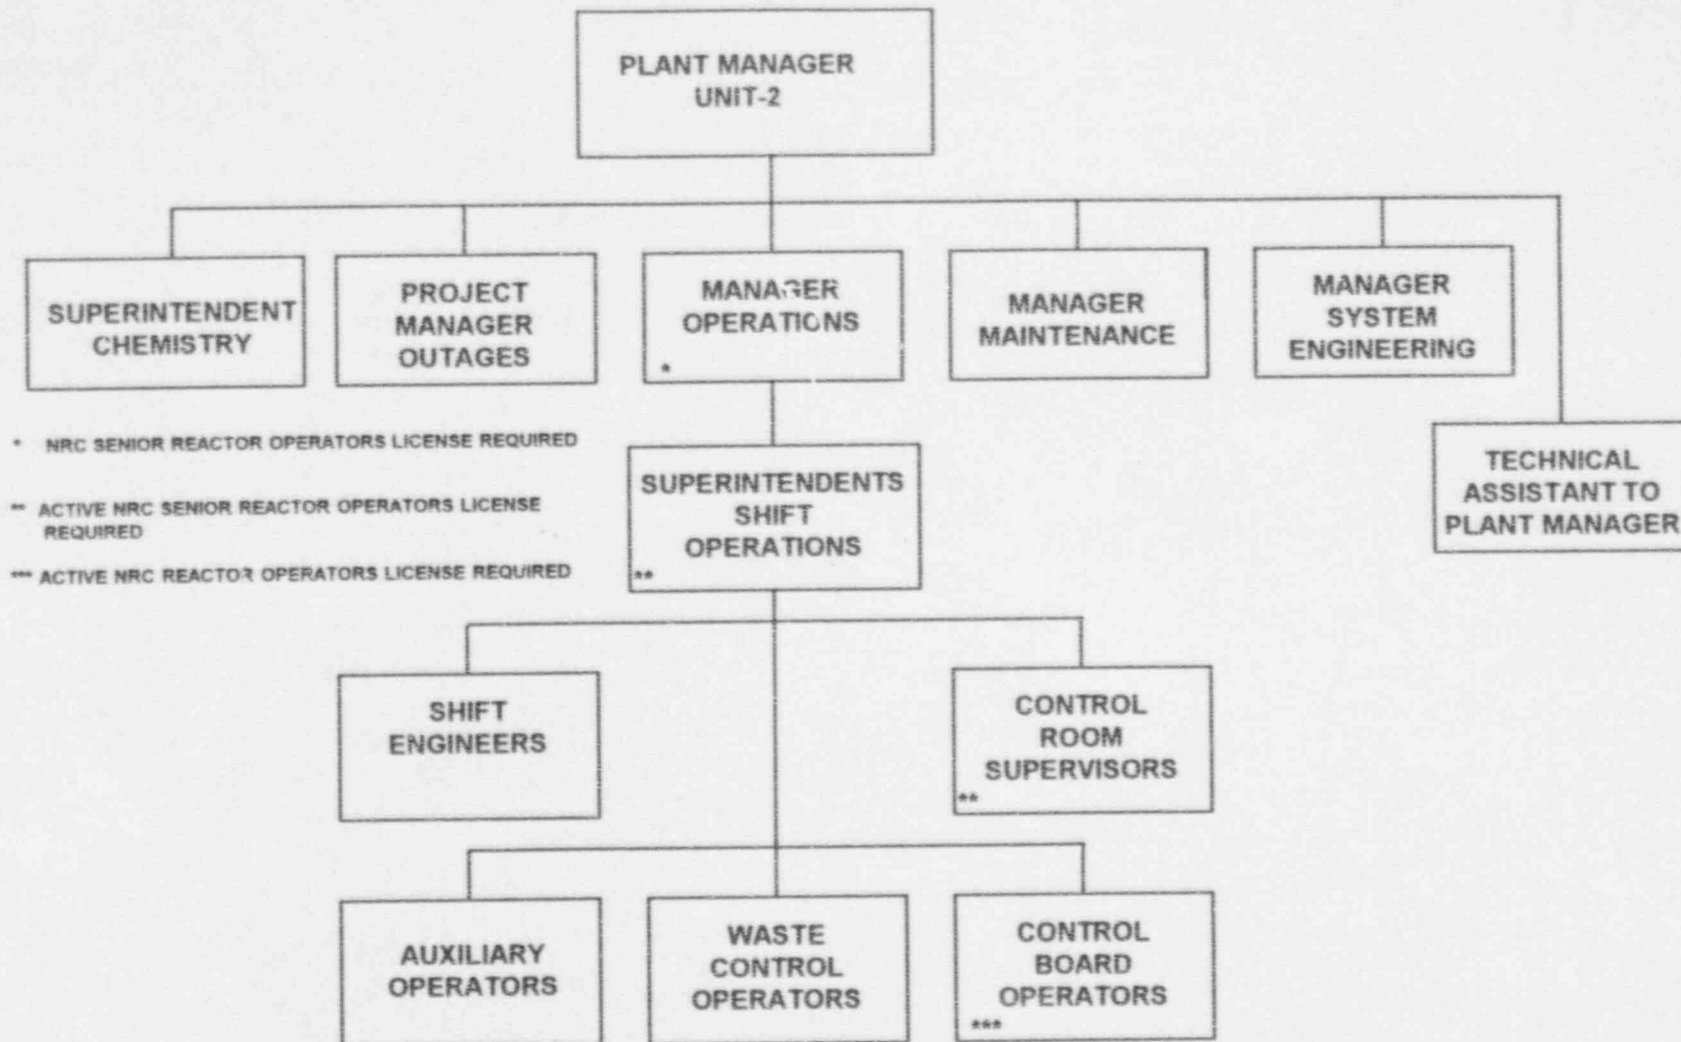 PLANT MANAGER
UNIT-2
SUPERINTENDENT
CHEMISTRY
PROJECT
MANAGER
OUTAGES
MANAGER
OPERATIONS
*
MANAGER
MAINTENANCE
MANAGER
SYSTEM
ENGINEERING
TECHNICAL
ASSISTANT TO
PLANT MANAGER
* NRC SENIOR REACTOR OPERATORS LICENSE REQUIRED
** ACTIVE NRC SENIOR REACTOR OPERATORS LICENSE
REQUIRED
*** ACTIVE NRC REACTOR OPERATORS LICENSE REQUIRED
SUPERINTENDENTS
SHIFT
OPERATIONS
**
SHIFT
ENGINEERS
CONTROL
ROOM
SUPERVISORS
**
AUXILIARY
OPERATORS
WASTE
CONTROL
OPERATORS
CONTROL
BOARD
OPERATORS
***